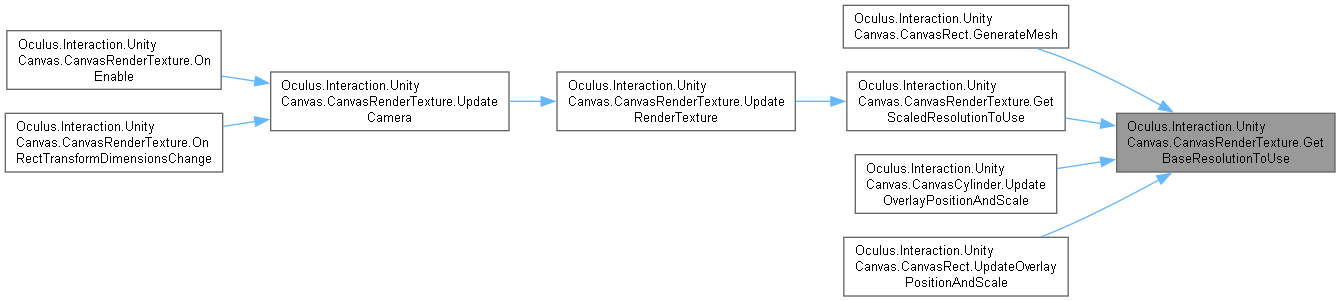 Oculus.Interaction.Unity
Canvas.CanvasRenderTexture.On
Enable
Oculus.Interaction.Unity
Canvas.CanvasRenderTexture.On
RectTransformDimensionsChange
Oculus.Interaction.Unity
Canvas.CanvasRenderTexture.Update
Camera
Oculus.Interaction.Unity
Canvas.CanvasRenderTexture.Update
RenderTexture
Oculus.Interaction.Unity
Canvas.CanvasRect.GenerateMesh
Oculus.Interaction.Unity
Canvas.CanvasRenderTexture.Get
ScaledResolutionToUse
Oculus.Interaction.Unity
Canvas.CanvasCylinder.Update
OverlayPositionAndScale
Oculus.Interaction.Unity
Canvas.CanvasRect.UpdateOverlay
PositionAndScale
Oculus.Interaction.Unity
Canvas.CanvasRenderTexture.Get
BaseResolutionToUse